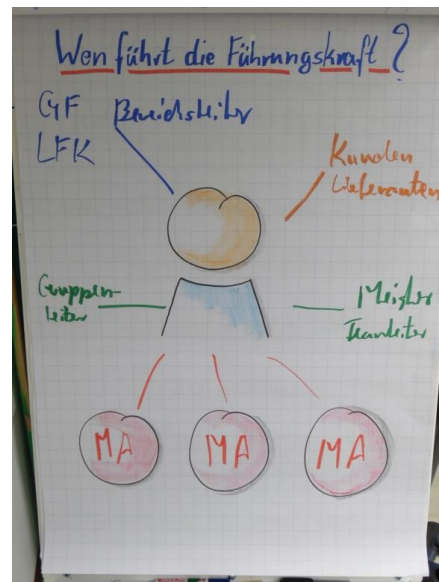 Wen führt die Führungskraft?
GF Bereichsleiter
LFK
Kunden
Lieferanten
Gruppen-
leiter
Meister
Teamleiter
MA MA MA